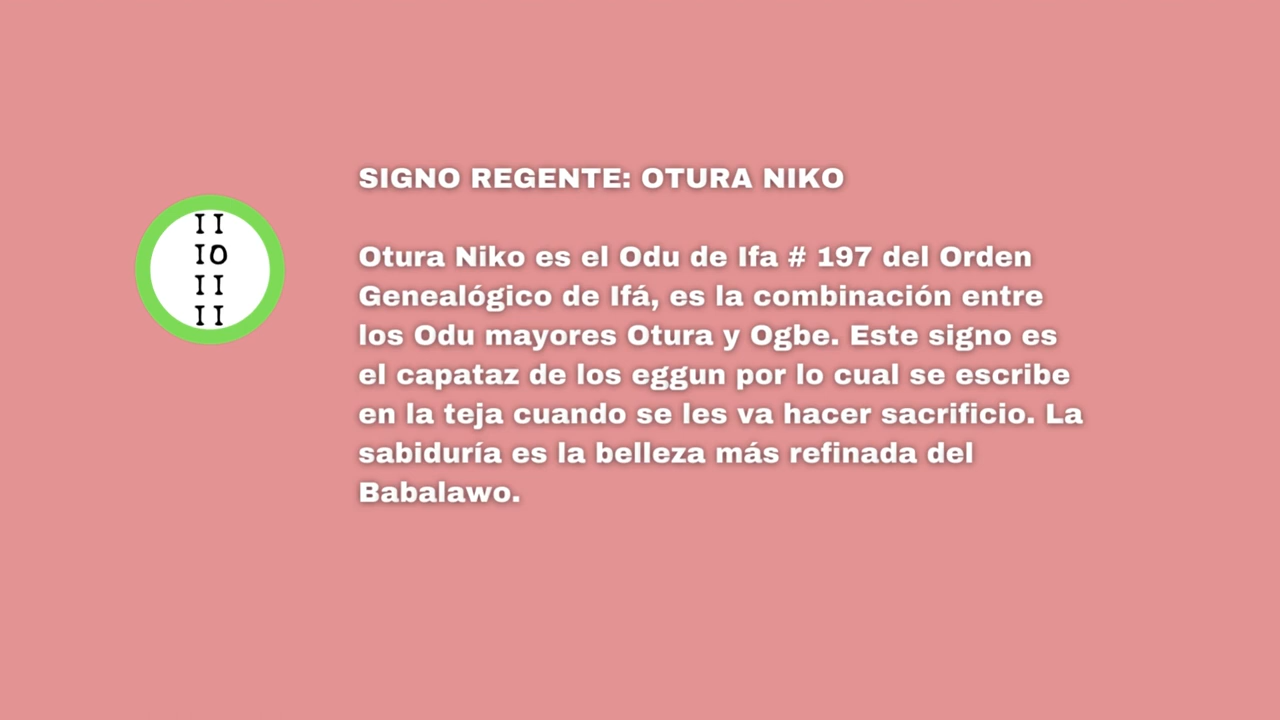 I I
I O
I I
I I
SIGNO REGENTE: OTURA NIKO
Otura Niko es el Odu de Ifa # 197 del Orden
Genealógico de Ifá, es la combinación entre
los Odu mayores Otura y Ogbe. Este signo es
el capataz de los eggun por lo cual se escribe
en la teja cuando se les va hacer sacrificio. La
sabiduría es la belleza más refinada del
Babalawo.